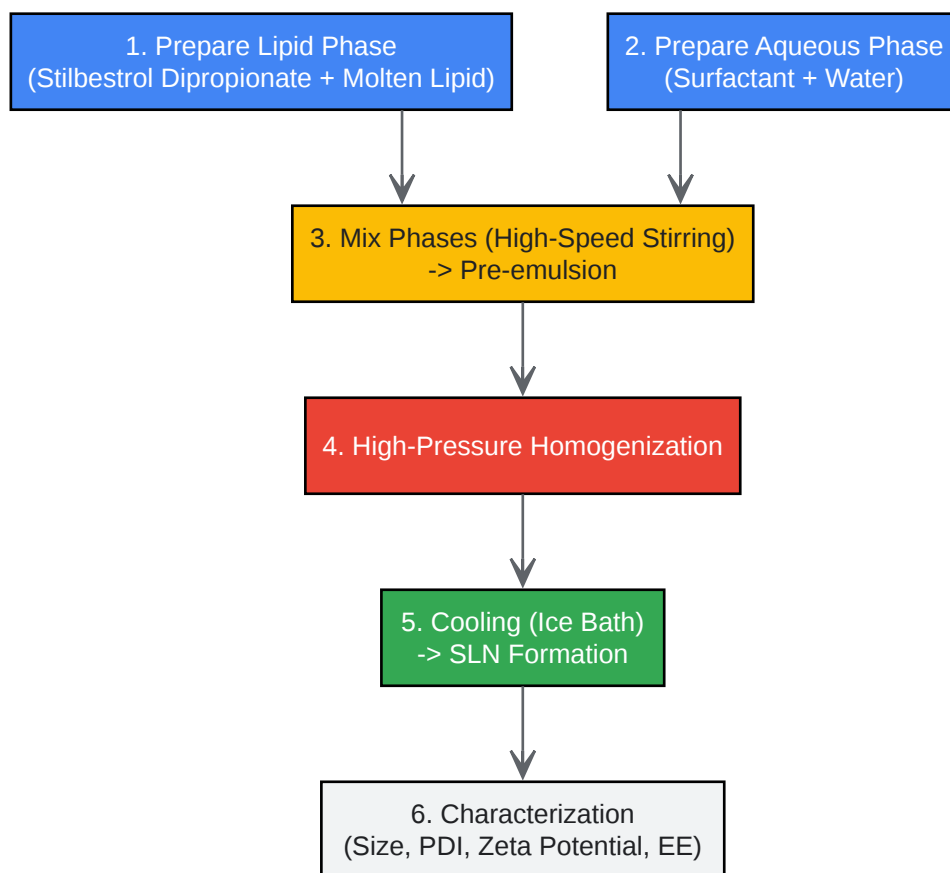 1. Prepare Lipid Phase
(Stilbestrol Dipropionate + Molten Lipid)
2. Prepare Aqueous Phase
(Surfactant + Water)
3. Mix Phases (High-Speed Stirring)
-> Pre-emulsion
4. High-Pressure Homogenization
5. Cooling (Ice Bath)
-> SLN Formation
6. Characterization
(Size, PDI, Zeta Potential, EE)